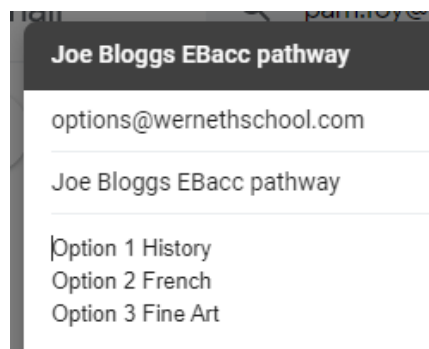 Joe Bloggs EBacc pathway
options@wernethschool.com
Joe Bloggs EBacc pathway
Option 1 History
Option 2 French
Option 3 Fine Art